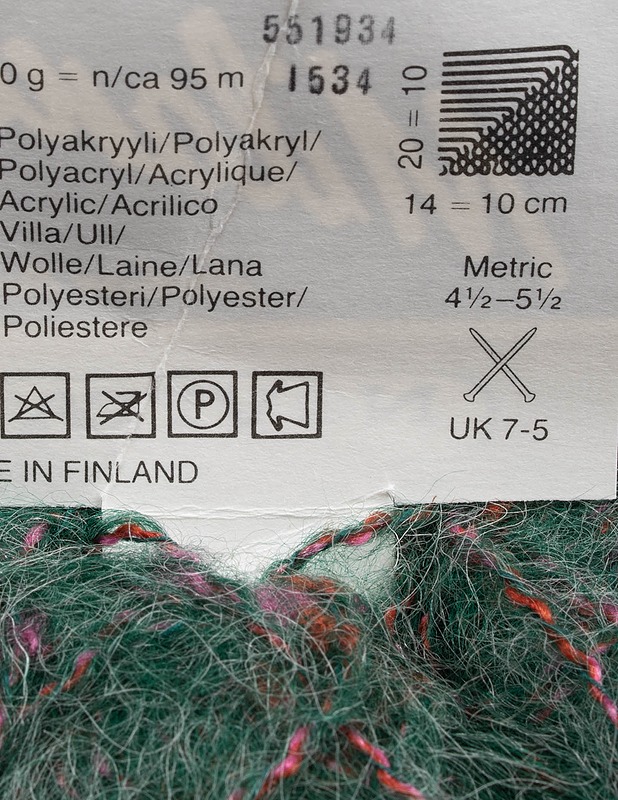 551934
0 g = n/ca 95 m
1534
20 = 10
Polyakryyli/Polyakryl/
Polyacryl/Acrylique/
Acrylic/Acrilico
Villa/Ull/
Wolle/Laine/Lana
Polyesteri/Polyester/
Poliestere
14 = 10 cm
Metric
4½–5½
P
UK 7-5
E IN FINLAND